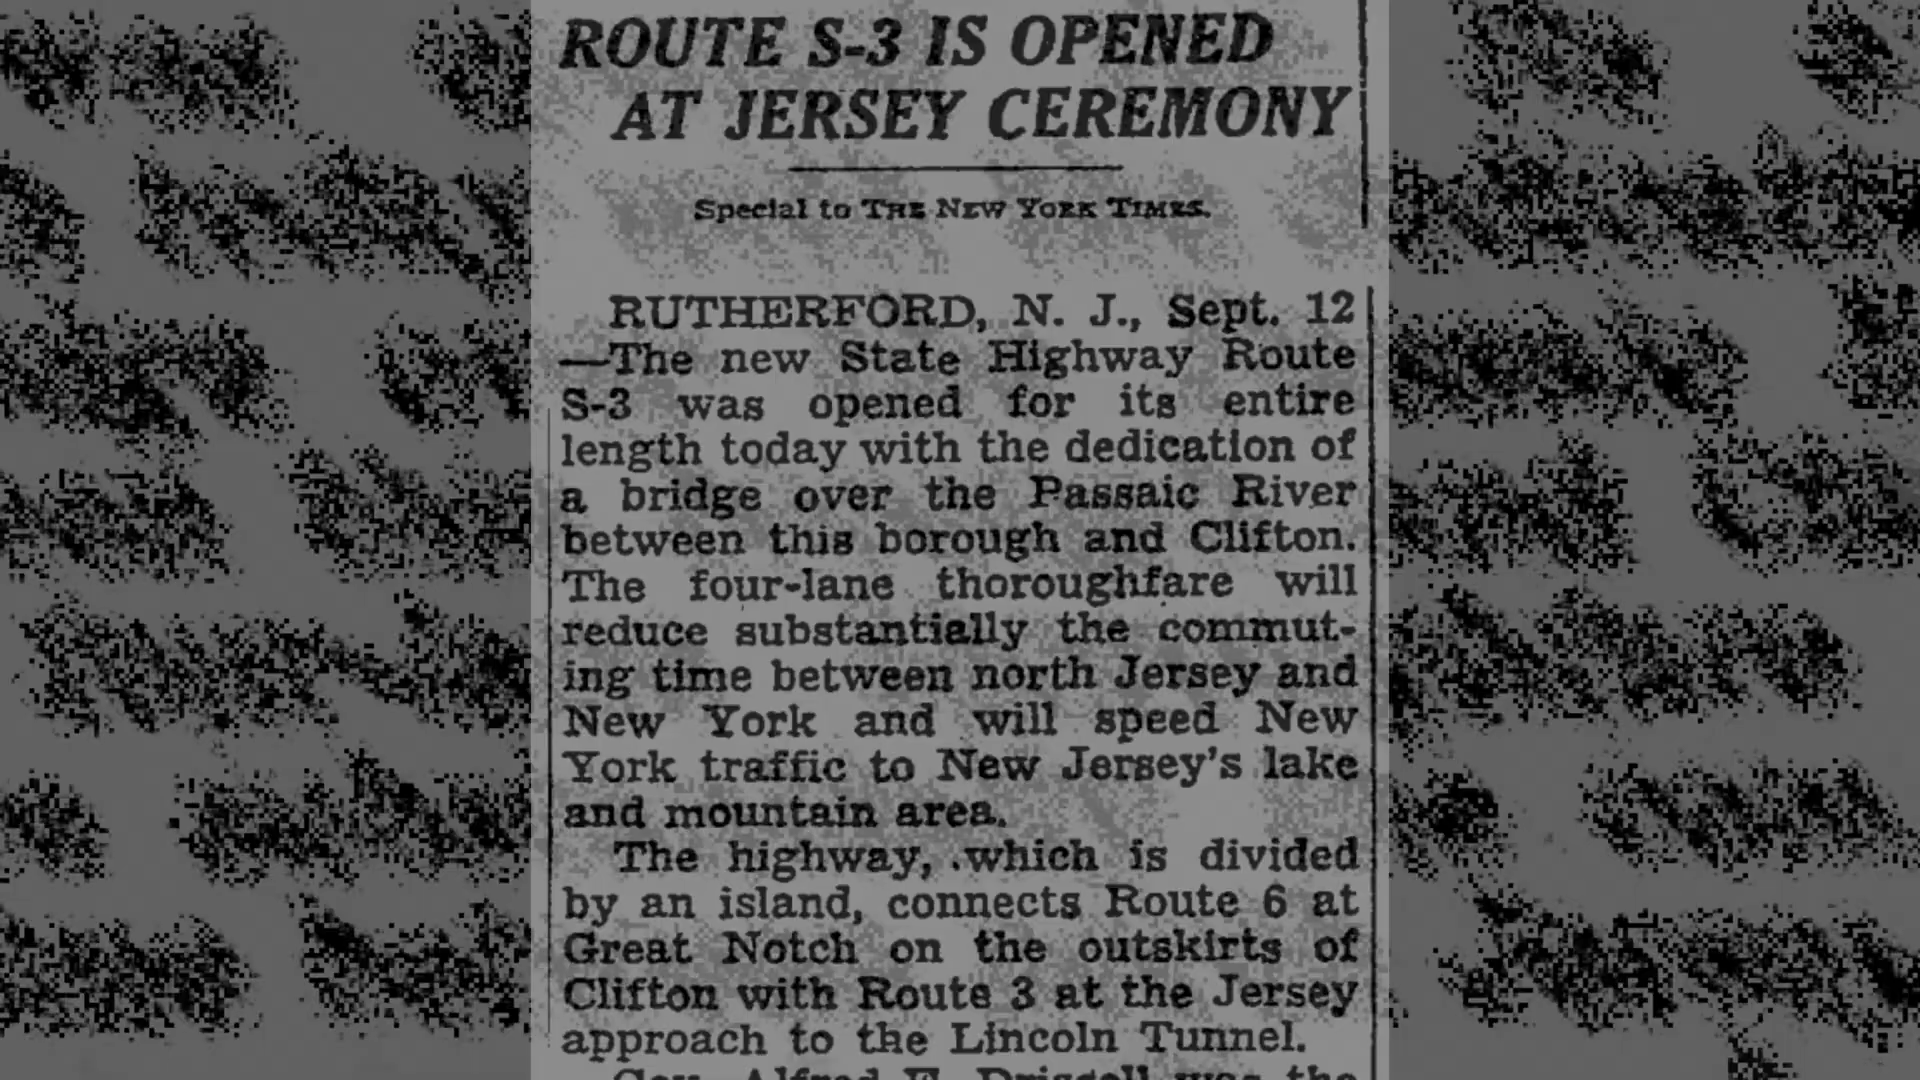 ROUTE S-3 IS OPENED
AT JERSEY CEREMONY
Special to THE NEW YORK TIMES.
RUTHERFORD, N. J., Sept. 12
—The new State Highway Route
S-3 was opened for its entire
length today with the dedication of
a bridge over the Passaic River
between this borough and Clifton.
The four-lane thoroughfare will
reduce substantially the commut-
ing time between north Jersey and
New York and will speed New
York traffic to New Jersey's lake
and mountain area.
The highway, which is divided
by an island, connects Route 6 at
Great Notch on the outskirts of
Clifton with Route 3 at the Jersey
approach to the Lincoln Tunnel.
Gov. Alfred E. Driscoll was the